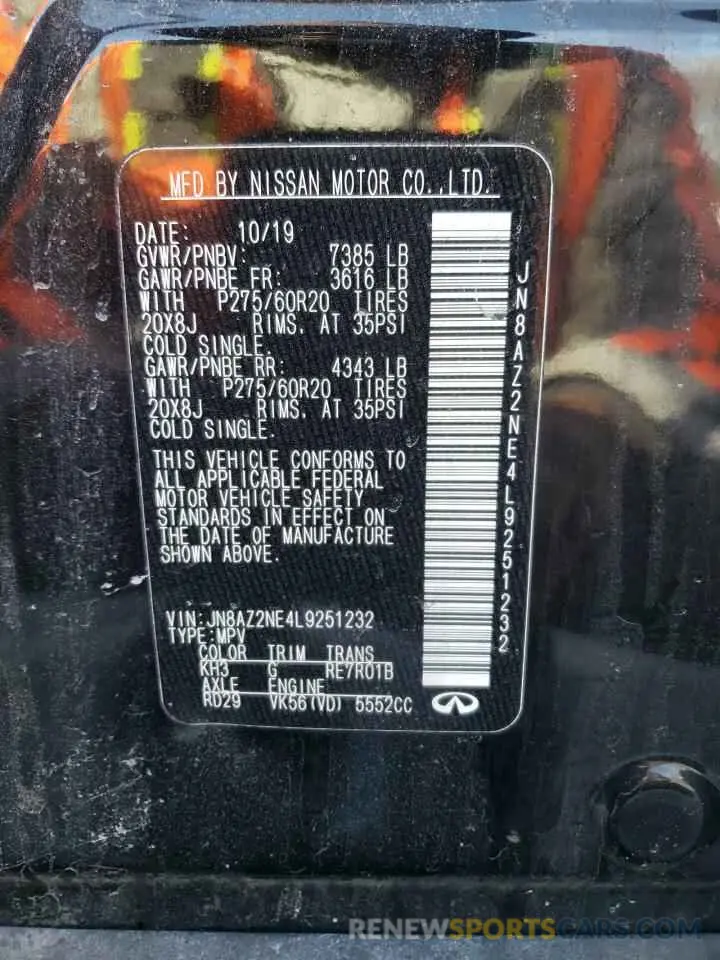 MFD BY NISSAN MOTOR CO.,LTD.
DATE: 10/19
GVWR/PNBV: 7385 LB
GAWR/PNBE FR: 3616 LB
WITH P275/60R20 TIRES
20X8J RIMS. AT 35PSI
COLD SINGLE.
GAWR/PNBE RR: 4343 LB
WITH P275/60R20 TIRES
20X8J RIMS. AT 35PSI
COLD SINGLE.
THIS VEHICLE CONFORMS TO
ALL APPLICABLE FEDERAL
MOTOR VEHICLE SAFETY
STANDARDS IN EFFECT ON
THE DATE OF MANUFACTURE
SHOWN ABOVE.
VIN:JN8AZ2NE4L9251232
TYPE:MPV
COLOR TRIM TRANS
KH3 G RE7R01B
AXLE ENGINE
RD29 VK56(VD) 5552CC
JN8AZ2NE4L9251232
RENEWSPORTSCARS.COM